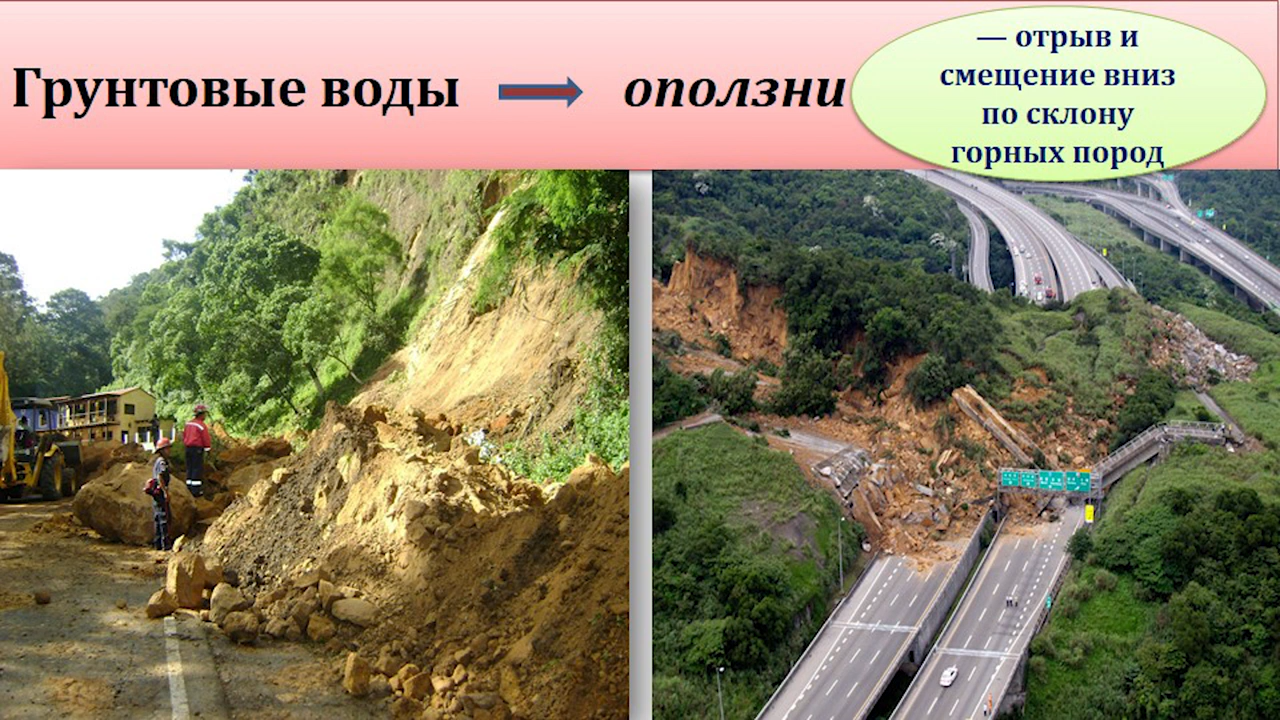 Грунтовые воды
оползни
— отрыв и
смещение вниз
по склону
горных пород